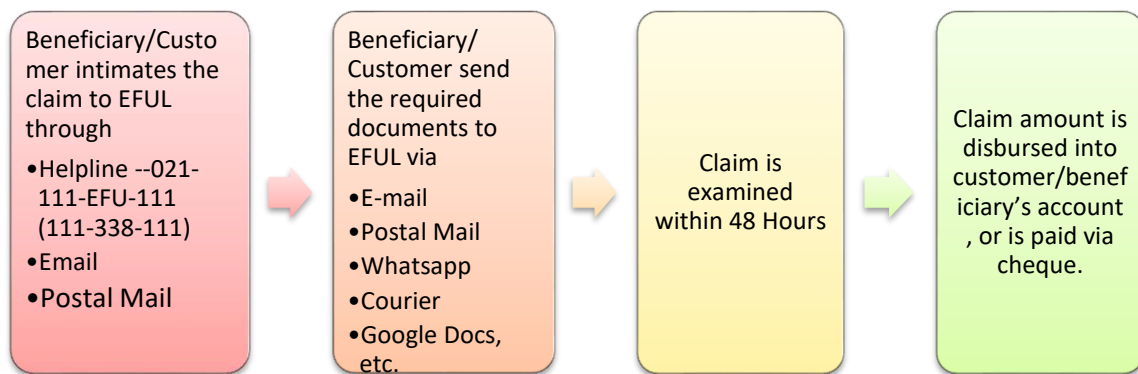 Beneficiary/Custo
mer intimates the
claim to EFUL
through
•Helpline --021-
111-EFU-111
(111-338-111)
•Email
•Postal Mail
Beneficiary/
Customer send
the required
documents to
EFUL via
•E-mail
•Postal Mail
•Whatsapp
•Courier
•Google Docs,
etc.
Claim is
examined
within 48 Hours
Claim amount is
disbursed into
customer/benef
iciary’s account
, or is paid via
cheque.